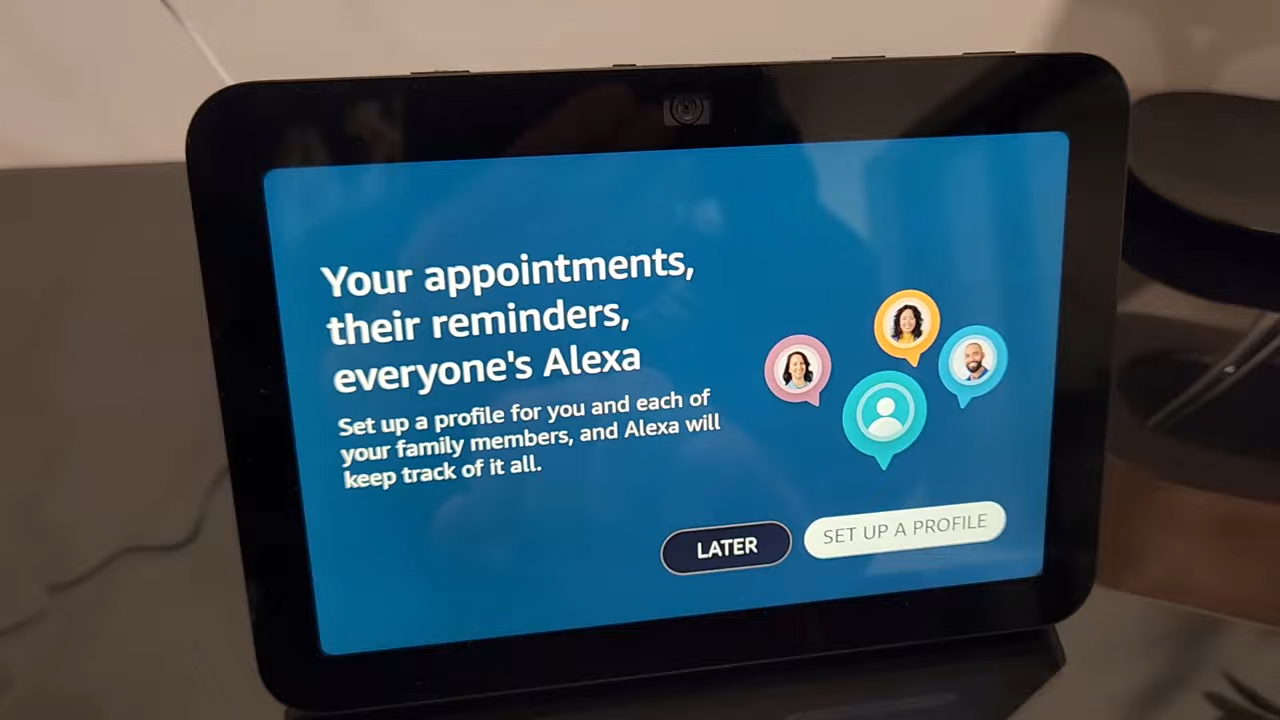 Your appointments,
their reminders,
everyone's Alexa
Set up a profile for you and each of
your family members, and Alexa will
keep track of it all.
LATER
SET UP A PROFILE